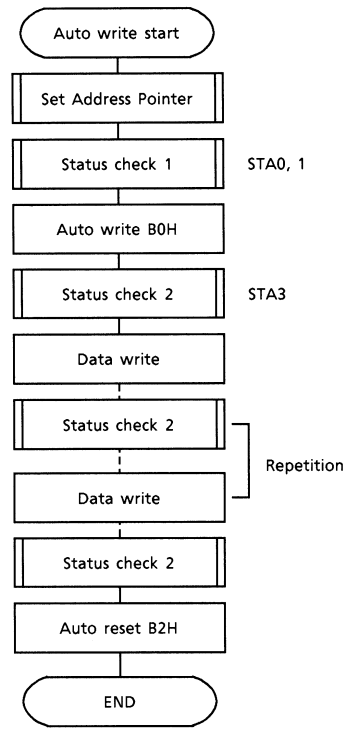 Auto write start
Set Address Pointer
Status check 1
STA0, 1
Auto write B0H
Status check 2
STA3
Data write
Status check 2
Repetition
Data write
Status check 2
Auto reset B2H
END